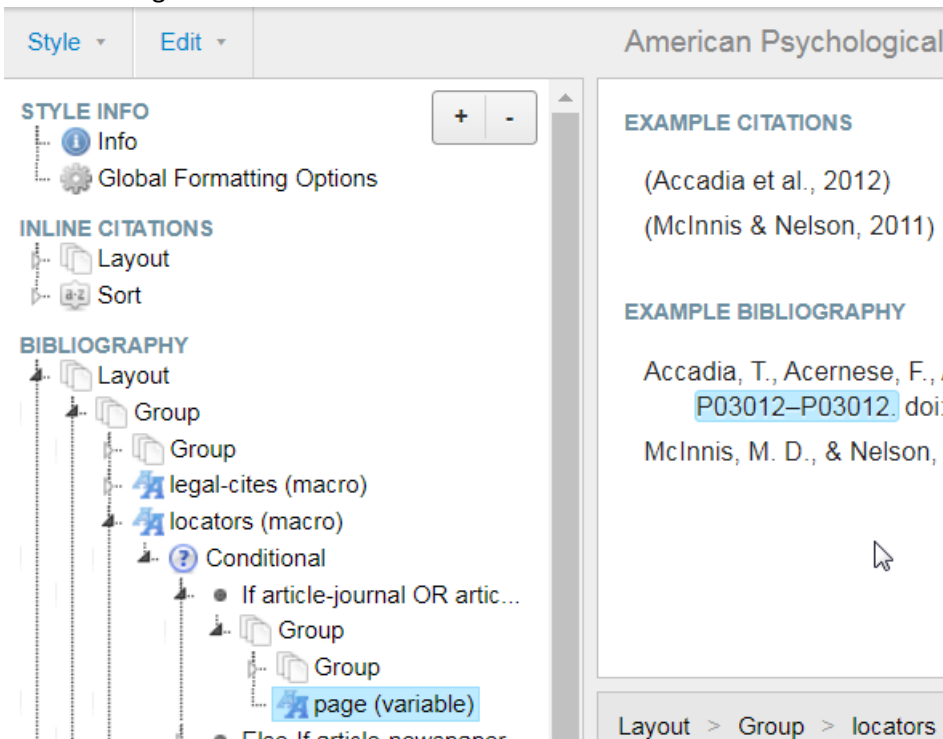 Style Edit American Psychological
STYLE INFO
+ -
Info
Global Formatting Options
INLINE CITATIONS
Layout
a-z Sort
BIBLIOGRAPHY
Layout
Group
Group
legal-cites (macro)
locators (macro)
Conditional
If article-journal OR artic...
Group
Group
page (variable)
EXAMPLE CITATIONS
(Accadia et al., 2012)
(McInnis & Nelson, 2011)
EXAMPLE BIBLIOGRAPHY
Accadia, T., Acernese, F.,
P03012–P03012. doi:
McInnis, M. D., & Nelson,
Layout > Group > locators